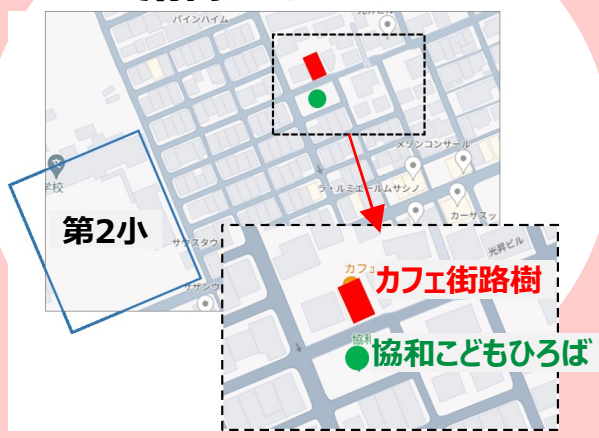 パインハイム
メゾンコンサール
学校
ラ・ルミエールムサシノ
第2小
カーサスッ
サウスタウ
サザンウ
光昇ビル
カフェ
カフェ街路樹
協和
協和こどもひろば